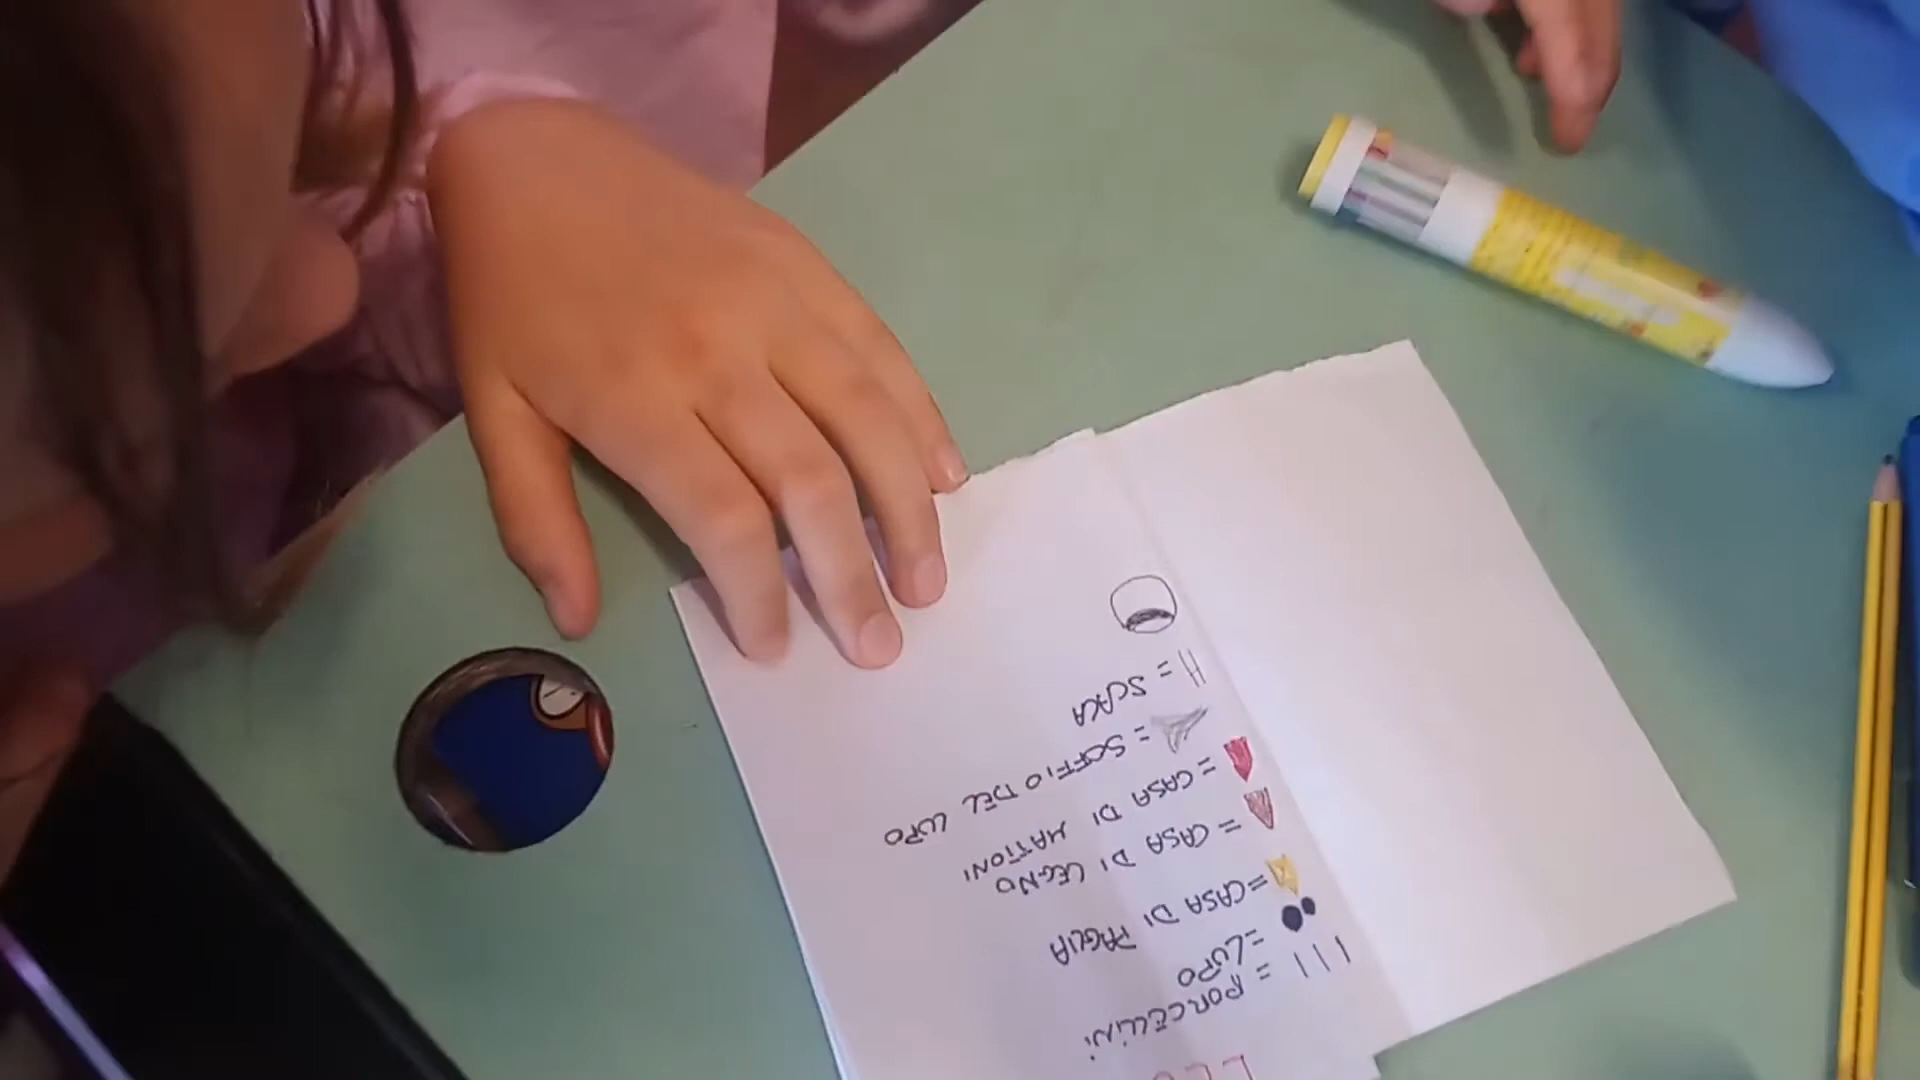 ||| = PORCELLINI
= LUPO
= CASA DI PAGLIA
= CASA DI LEGNO
= CASA DI MATTONI
= SOFFIO DEL LUPO
= SCALA